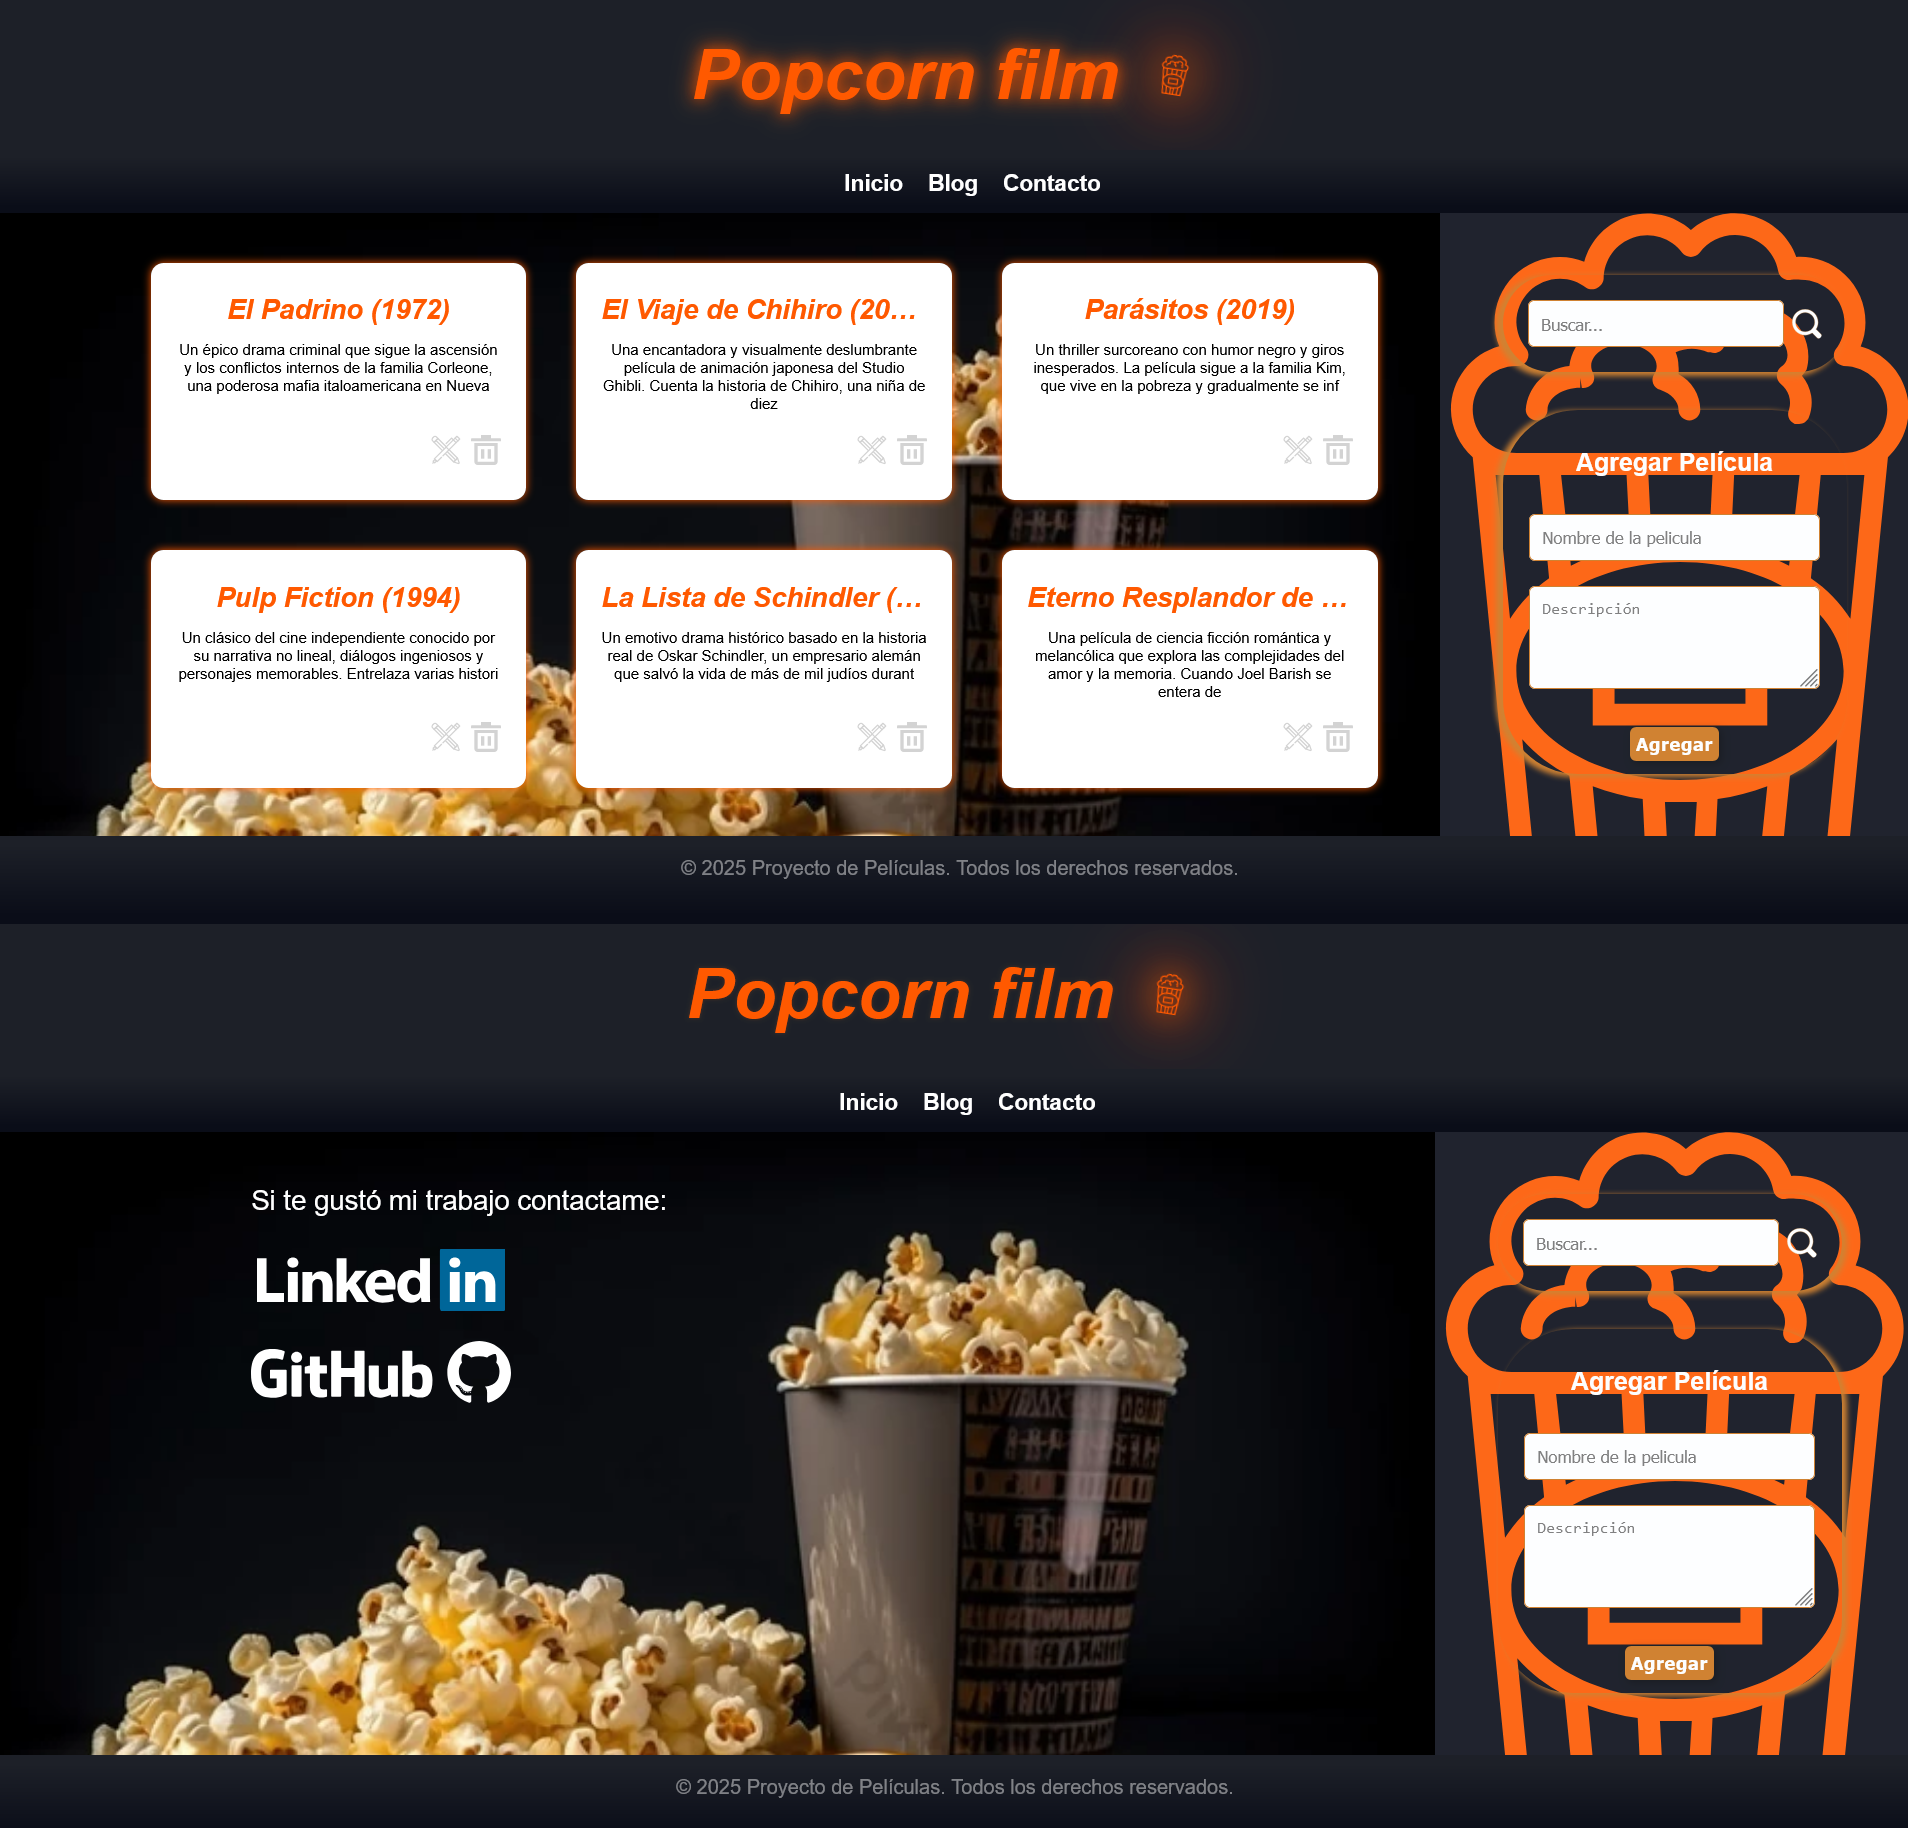 Popcorn film
Inicio Blog Contacto
El Padrino (1972)
Un épico drama criminal que sigue la ascensión
y los conflictos internos de la familia Corleone,
una poderosa mafia italoamericana en Nueva
El Viaje de Chihiro (20...
Una encantadora y visualmente deslumbrante
película de animación japonesa del Studio
Ghibli. Cuenta la historia de Chihiro, una niña de
diez
Parásitos (2019)
Un thriller surcoreano con humor negro y giros
inesperados. La película sigue a la familia Kim,
que vive en la pobreza y gradualmente se inf
Pulp Fiction (1994)
Un clásico del cine independiente conocido por
su narrativa no lineal, diálogos ingeniosos y
personajes memorables. Entrelaza varias histori
La Lista de Schindler (...
Un emotivo drama histórico basado en la historia
real de Oskar Schindler, un empresario alemán
que salvó la vida de más de mil judíos durant
Eterno Resplandor de ...
Una película de ciencia ficción romántica y
melancólica que explora las complejidades del
amor y la memoria. Cuando Joel Barish se
entera de
Buscar...
Agregar Película
Nombre de la pelicula
Descripción
Agregar
© 2025 Proyecto de Películas. Todos los derechos reservados.
Popcorn film
Inicio Blog Contacto
Si te gustó mi trabajo contactame:
Linked in
GitHub
Buscar...
Agregar Película
Nombre de la pelicula
Descripción
Agregar
© 2025 Proyecto de Películas. Todos los derechos reservados.